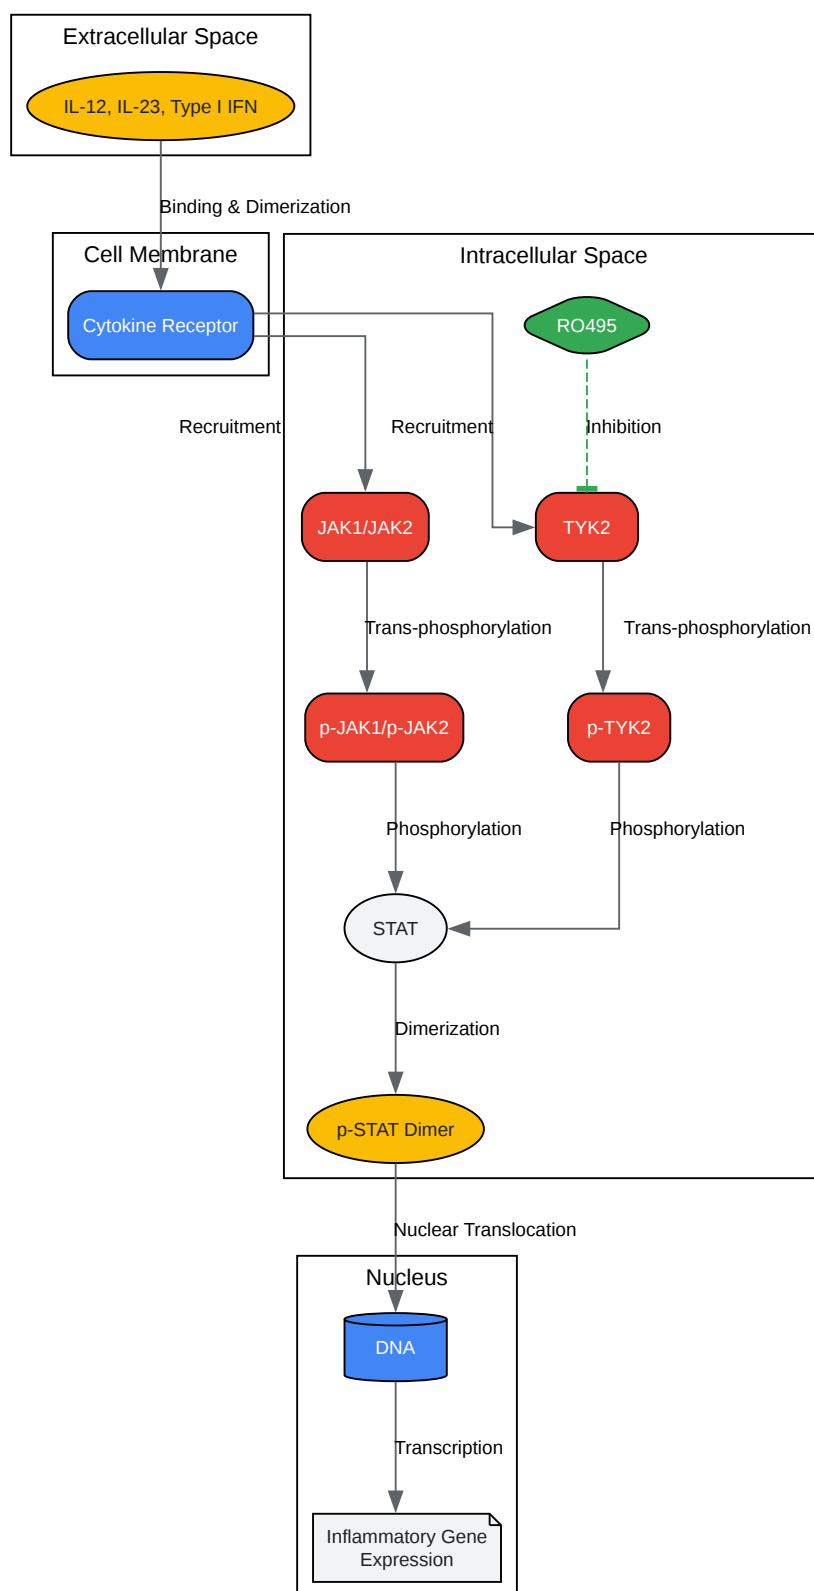 Extracellular Space
IL-12, IL-23, Type I IFN
Binding & Dimerization
Cell Membrane
Intracellular Space
Cytokine Receptor
RO495
Recruitment
Recruitment
Inhibition
JAK1/JAK2
TYK2
Trans-phosphorylation
Trans-phosphorylation
p-JAK1/p-JAK2
p-TYK2
Phosphorylation
Phosphorylation
STAT
Dimerization
p-STAT Dimer
Nuclear Translocation
Nucleus
DNA
Transcription
Inflammatory Gene
Expression